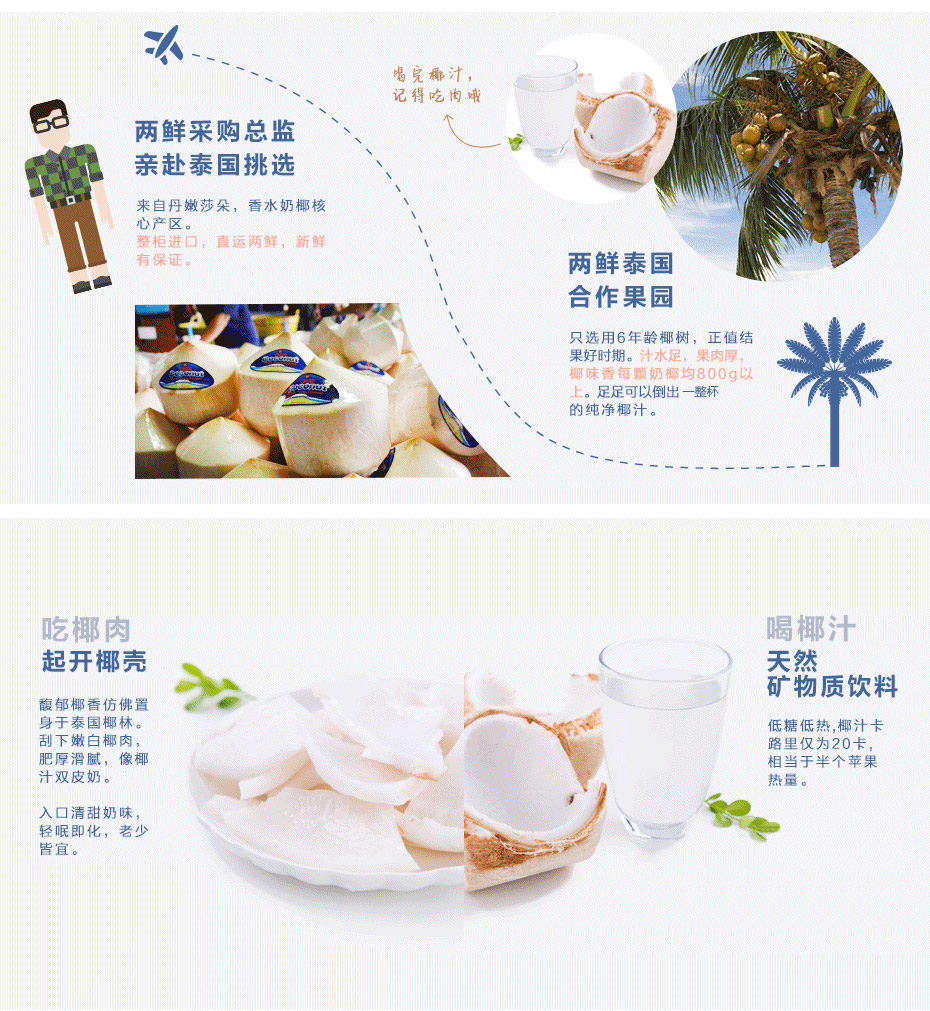 喝完椰汁，
记得吃肉哦
两鲜采购总监
亲赴泰国挑选
来自丹嫩莎朵，香水奶椰核
心产区。
整柜进口，直运两鲜，新鲜
有保证。
两鲜泰国
合作果园
只选用6年龄椰树，正值结
果好时期。汁水足，果肉厚，
椰味香每颗奶椰均800g以
上。足足可以倒出一整杯
的纯净椰汁。
Coconut
Coconut
Coconut
吃椰肉
起开椰壳
馥郁椰香仿佛置
身于泰国椰林。
刮下嫩白椰肉，
肥厚滑腻，像椰
汁双皮奶。
入口清甜奶味，
轻眠即化，老少
皆宜。
喝椰汁
天然
矿物质饮料
低糖低热,椰汁卡
路里仅为20卡，
相当于半个苹果
热量。